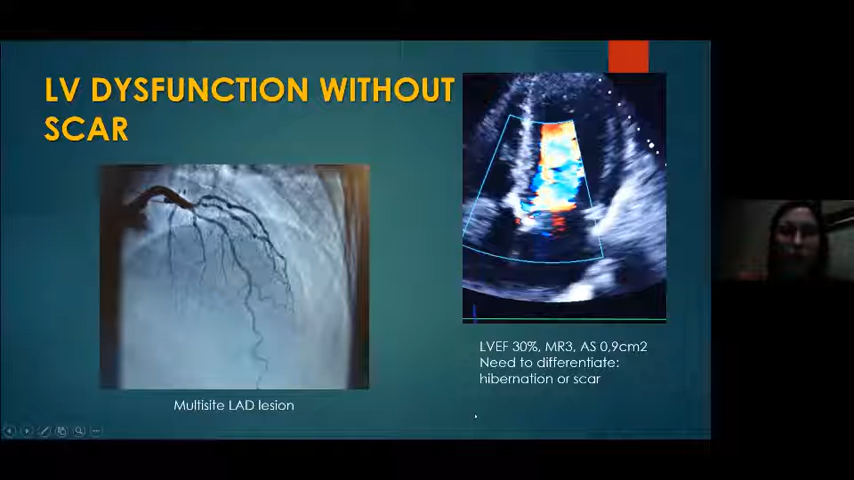 LV DYSFUNCTION WITHOUT
SCAR
Multisite LAD lesion
LVEF 30%, MR3, AS 0,9cm2
Need to differentiate:
hibernation or scar